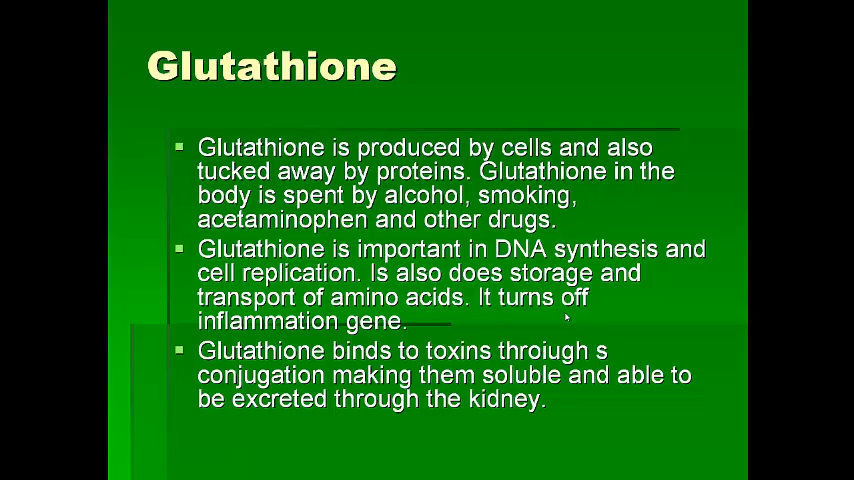 Glutathione
Glutathione is produced by cells and also
tucked away by proteins. Glutathione in the
body is spent by alcohol, smoking,
acetaminophen and other drugs.
Glutathione is important in DNA synthesis and
cell replication. Is also does storage and
transport of amino acids. It turns off
inflammation gene.
Glutathione binds to toxins throiugh s
conjugation making them soluble and able to
be excreted through the kidney.